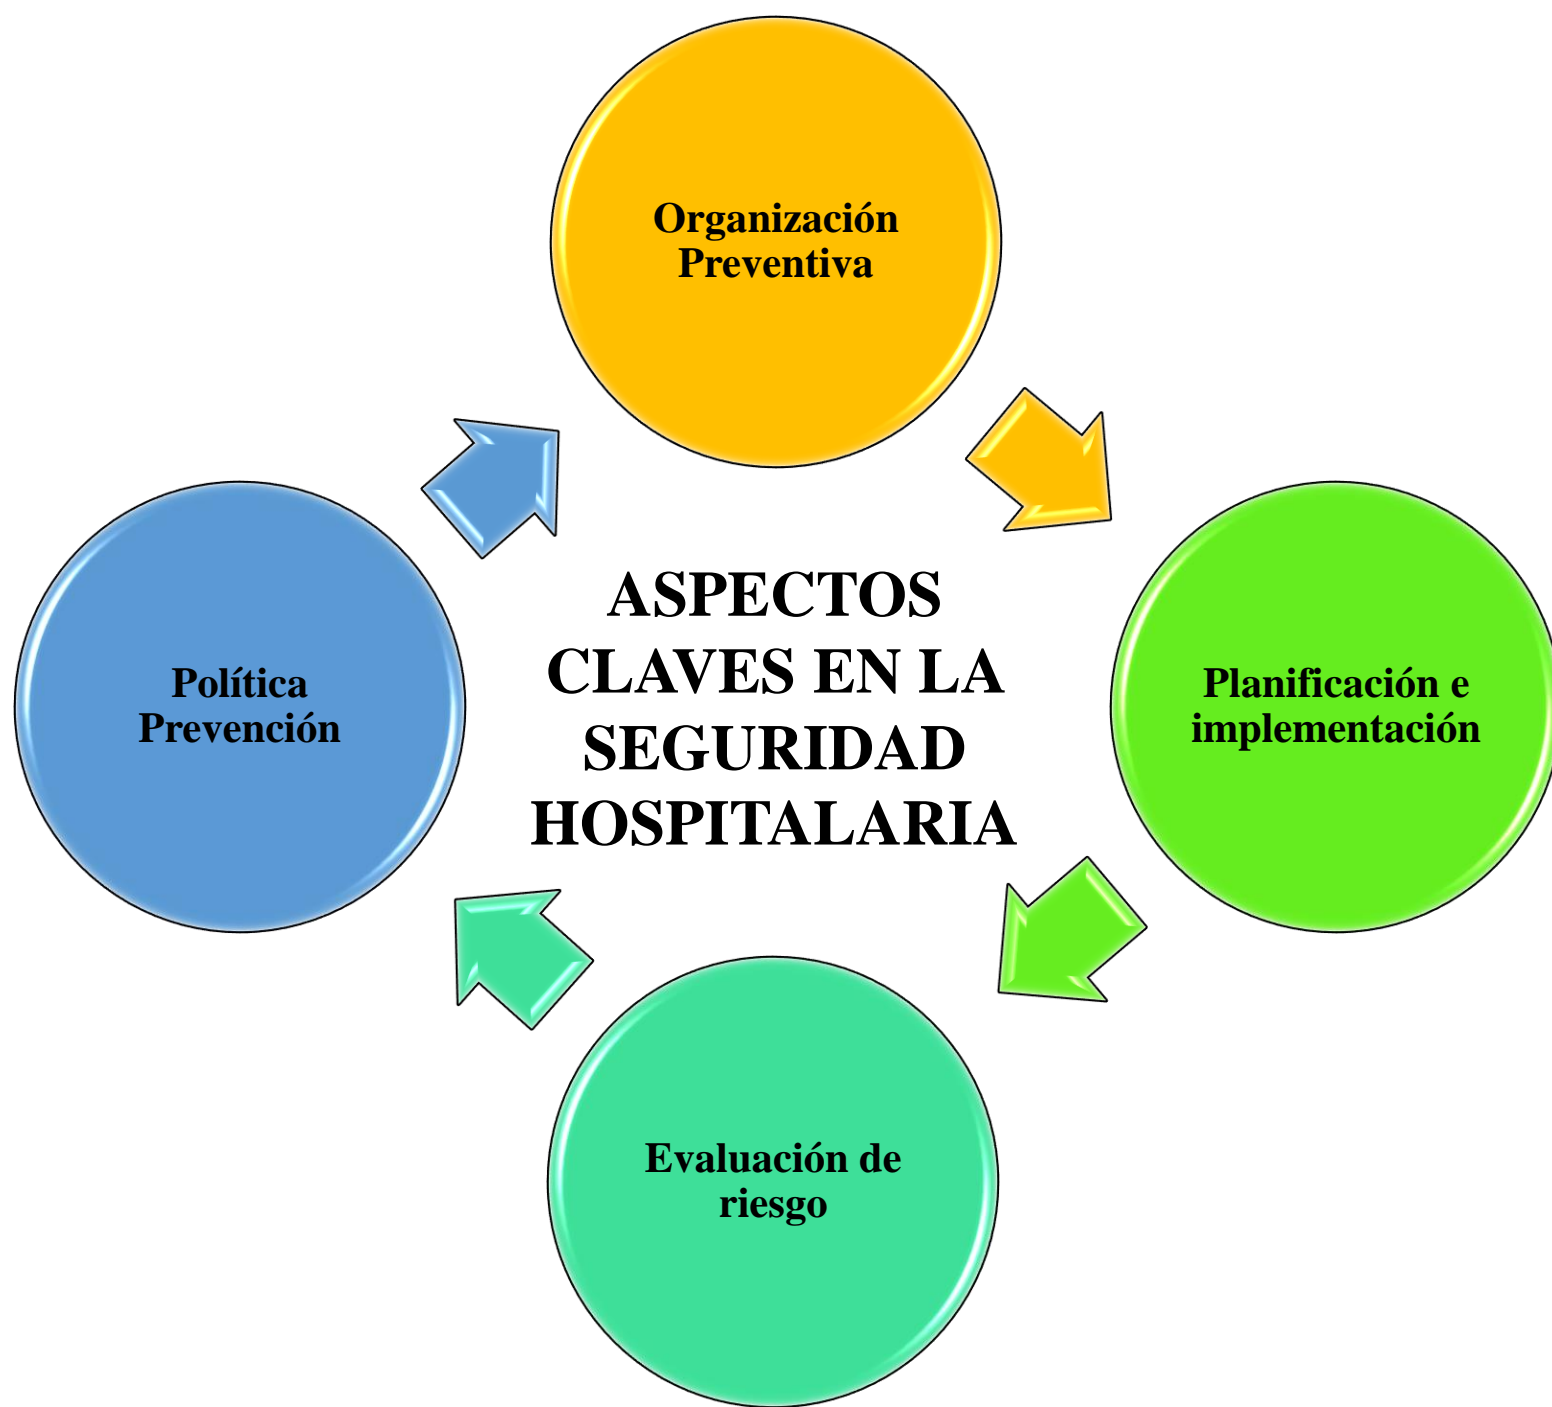 Organización
Preventiva
ASPECTOS
CLAVES EN LA
SEGURIDAD
HOSPITALARIA
Política
Prevención
Planificación e
implementación
Evaluación de
riesgo